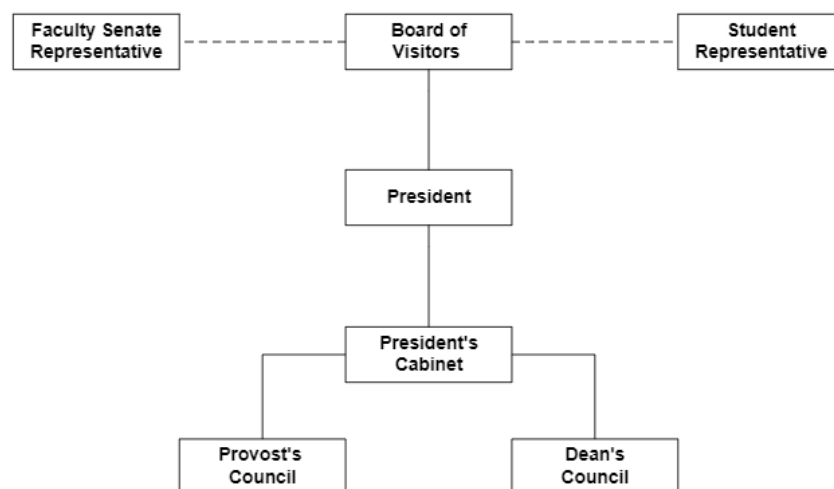 Faculty Senate
Representative
Board of
Visitors
Student
Representative
President
President's
Cabinet
Provost's
Council
Dean's
Council